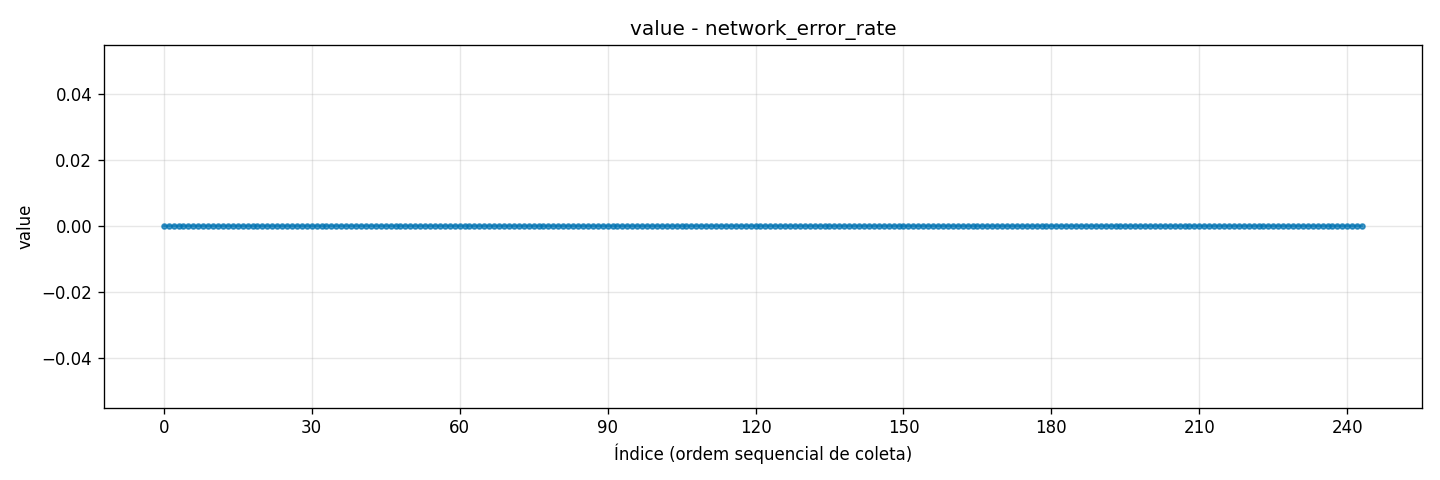 value - network_error_rate
0.04
0.02
0.00
−0.02
−0.04
value
0 30 60 90 120 150 180 210 240
Índice (ordem sequencial de coleta)